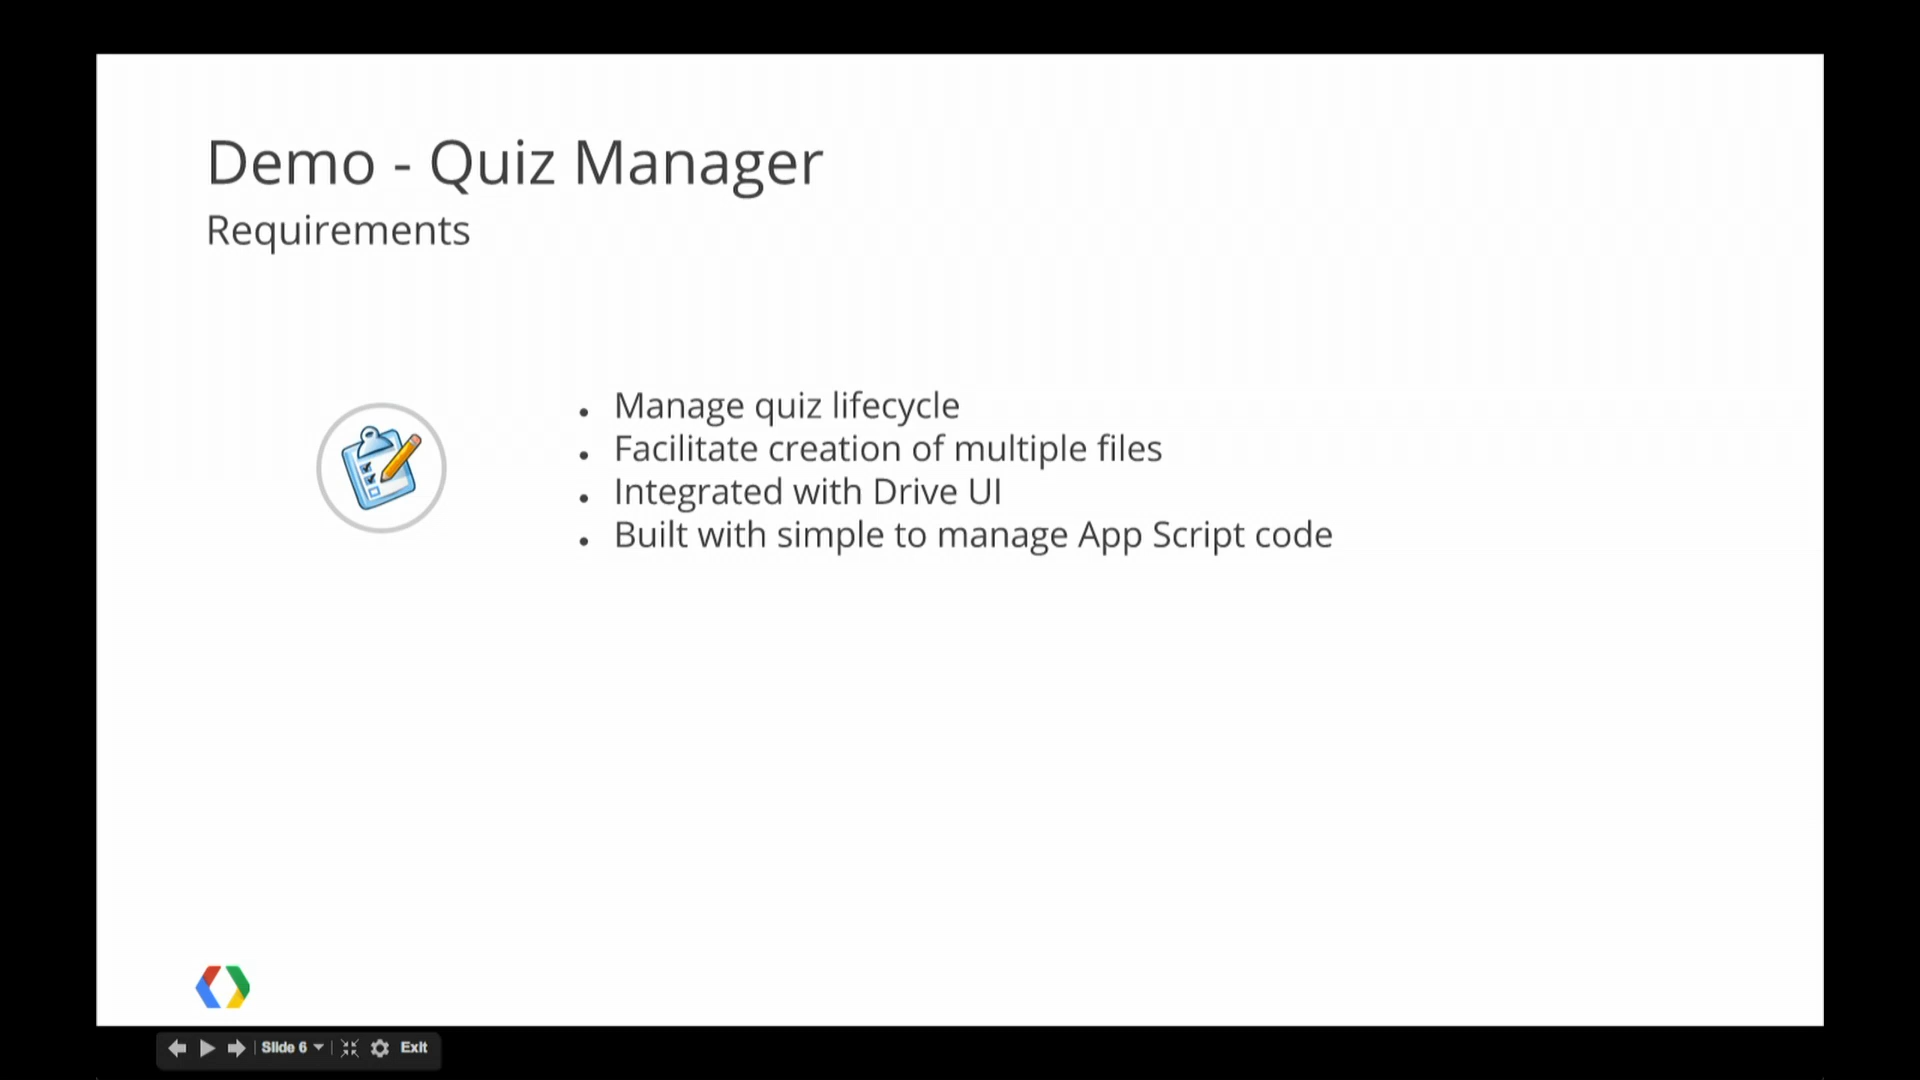 Demo - Quiz Manager
Requirements
• Manage quiz lifecycle
• Facilitate creation of multiple files
• Integrated with Drive UI
• Built with simple to manage App Script code
Slide 6
Exit